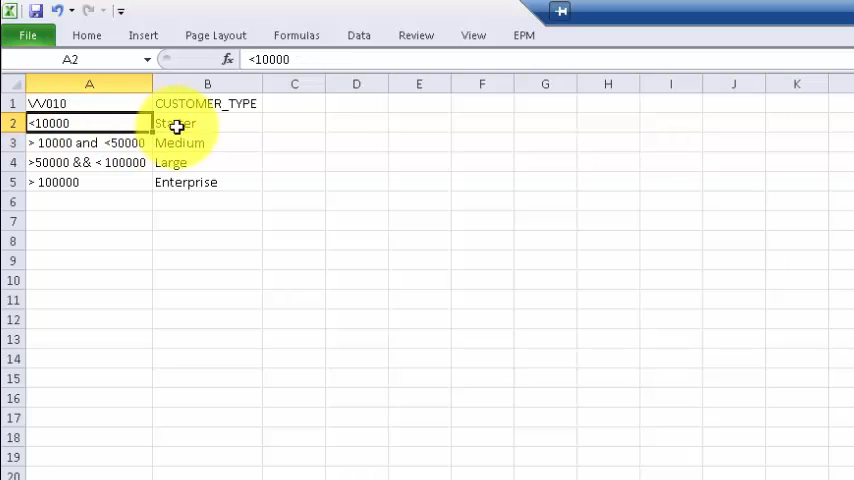 File Home Insert Page Layout Formulas Data Review View EPM
A2 fx <10000
A B C D E F G H I J K
1 VV010 CUSTOMER_TYPE
2 <10000
3 > 10000 and <50000 Medium
4 >50000 && < 100000 Large
5 > 100000 Enterprise
6
7
8
9
10
11
12
13
14
15
16
17
18
19
20